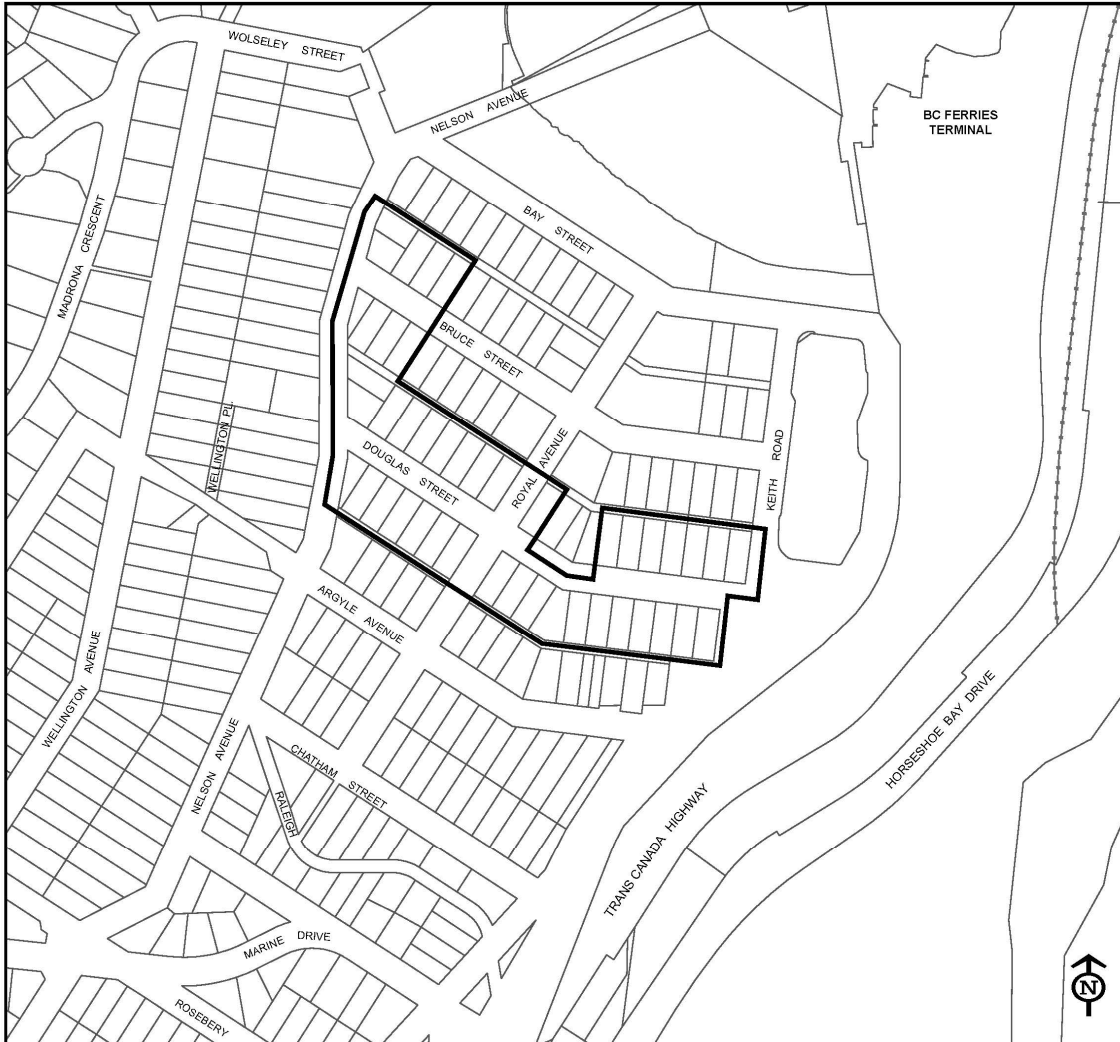 WOLSELEY STREET
NELSON AVENUE
BC FERRIES
TERMINAL
MADRONA CRESCENT
BAY STREET
BRUCE STREET
WELLINGTON PL.
DOUGLAS STREET
ROYAL AVENUE
KEITH ROAD
ARGYLE AVENUE
WELLINGTON AVENUE
NELSON AVENUE
CHATHAM STREET
RALEIGH
HORSESHOE BAY DRIVE
TRANS CANADA HIGHWAY
MARINE DRIVE
ROSEBERY
N